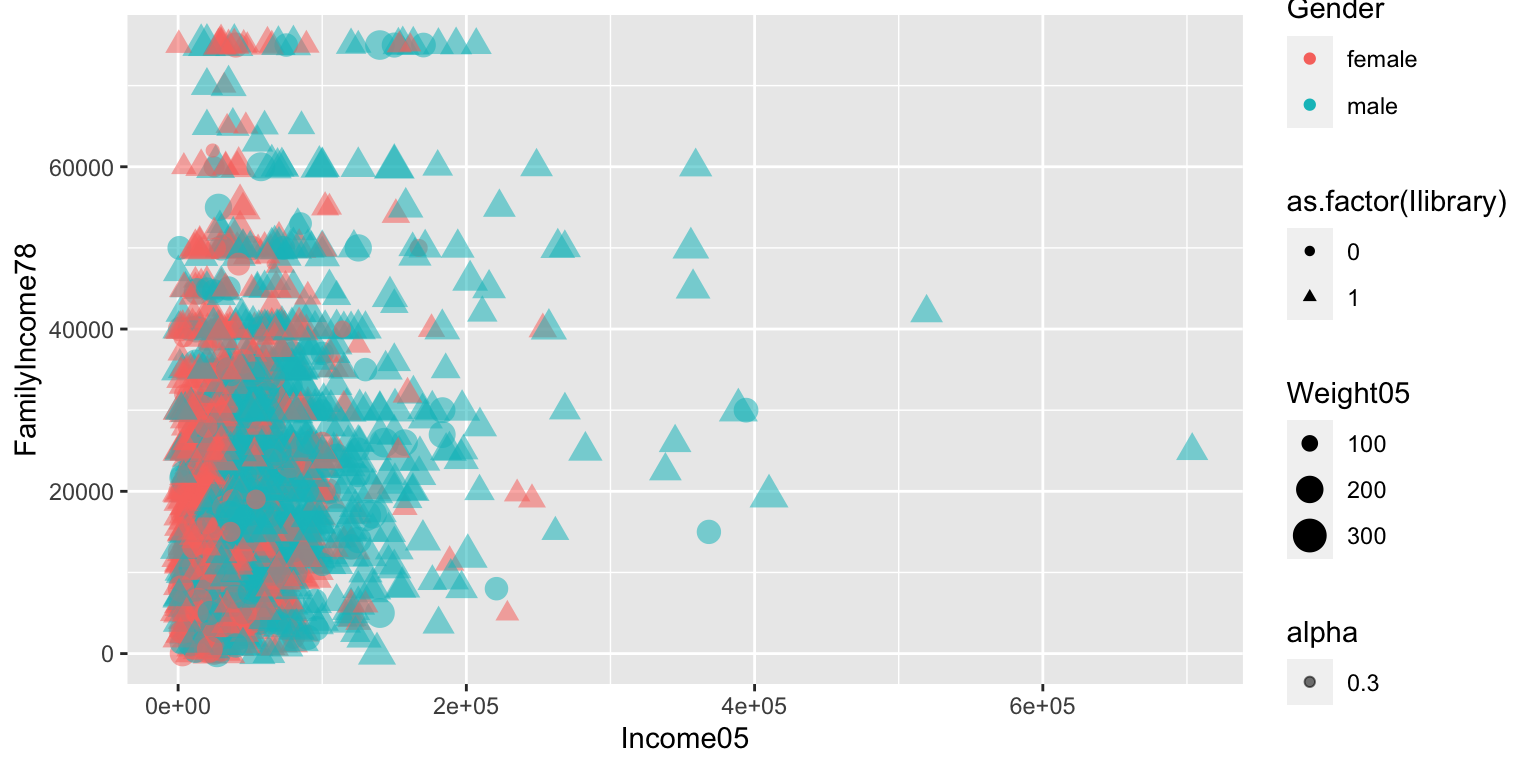 FamilyIncome78
60000
40000
20000
0
0e+00
2e+05
4e+05
6e+05
Income05
Gender
female
male
as.factor(Ilibrary)
0
1
Weight05
100
200
300
alpha
0.3